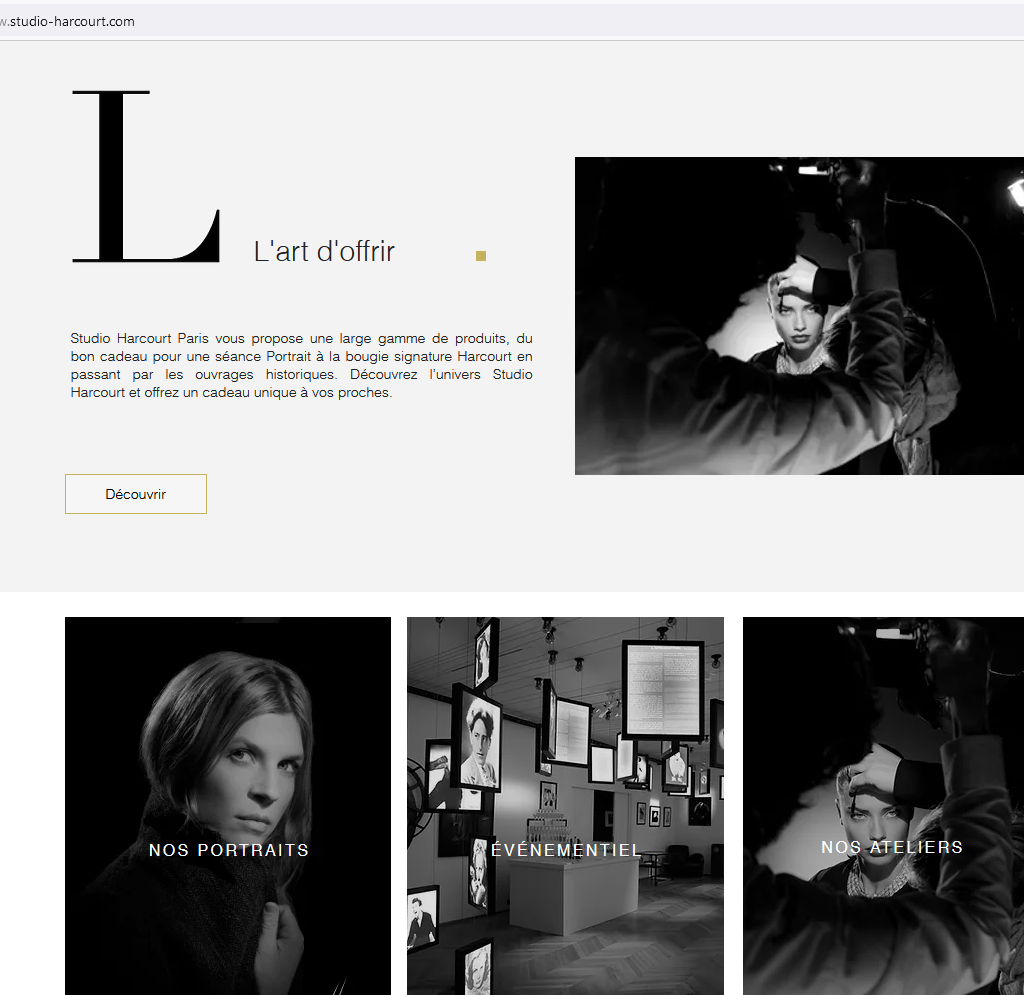 w.studio-harcourt.com
L
L'art d'offrir
Studio Harcourt Paris vous propose une large gamme de produits, du
bon cadeau pour une séance Portrait à la bougie signature Harcourt en
passant par les ouvrages historiques. Découvrez l'univers Studio
Harcourt et offrez un cadeau unique à vos proches.
Découvrir
NOS PORTRAITS
ÉVÉNEMENTIEL
NOS ATELIERS